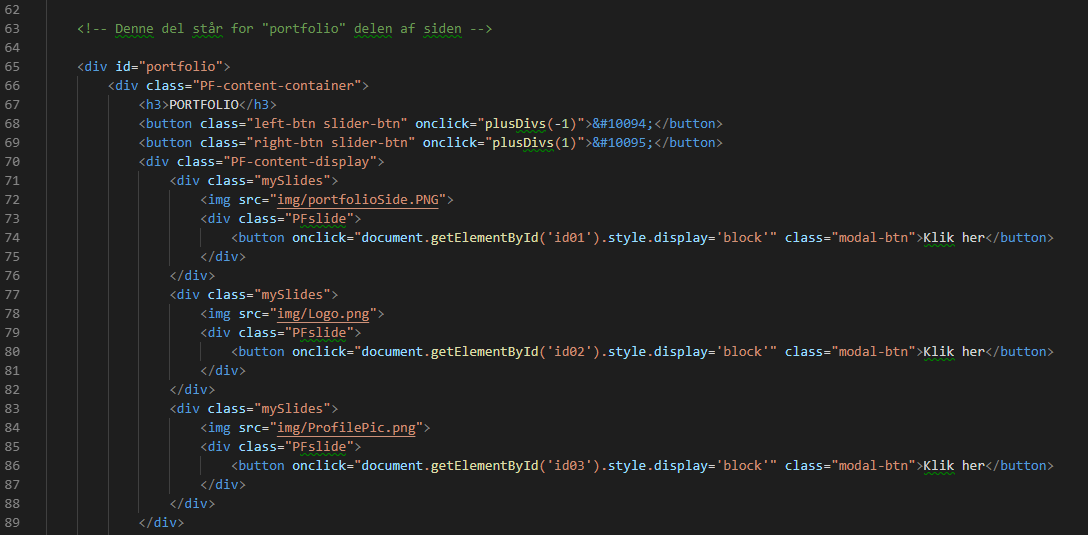 62
63 <!-- Denne del står for "portfolio" delen af siden -->
64
65 <div id="portfolio">
66 <div class="PF-content-container">
67 <h3>PORTFOLIO</h3>
68 <button class="left-btn slider-btn" onclick="plusDivs(-1)">&#10094;</button>
69 <button class="right-btn slider-btn" onclick="plusDivs(1)">&#10095;</button>
70 <div class="PF-content-display">
71 <div class="mySlides">
72 <img src="img/portfolioSide.PNG">
73 <div class="PFslide">
74 <button onclick="document.getElementById('id01').style.display='block'" class="modal-btn">Klik her</button>
75 </div>
76 </div>
77 <div class="mySlides">
78 <img src="img/Logo.png">
79 <div class="PFslide">
80 <button onclick="document.getElementById('id02').style.display='block'" class="modal-btn">Klik her</button>
81 </div>
82 </div>
83 <div class="mySlides">
84 <img src="img/ProfilePic.png">
85 <div class="PFslide">
86 <button onclick="document.getElementById('id03').style.display='block'" class="modal-btn">Klik her</button>
87 </div>
88 </div>
89 </div>